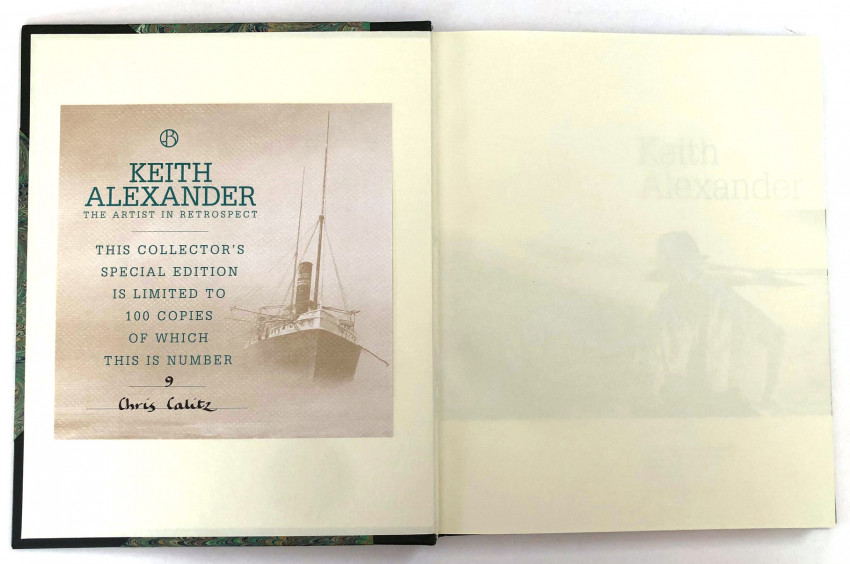 KEITH
ALEXANDER
THE ARTIST IN RETROSPECT
THIS COLLECTOR'S
SPECIAL EDITION
IS LIMITED TO
100 COPIES
OF WHICH
THIS IS NUMBER
9
Chris Calitz
Keith
Alexander